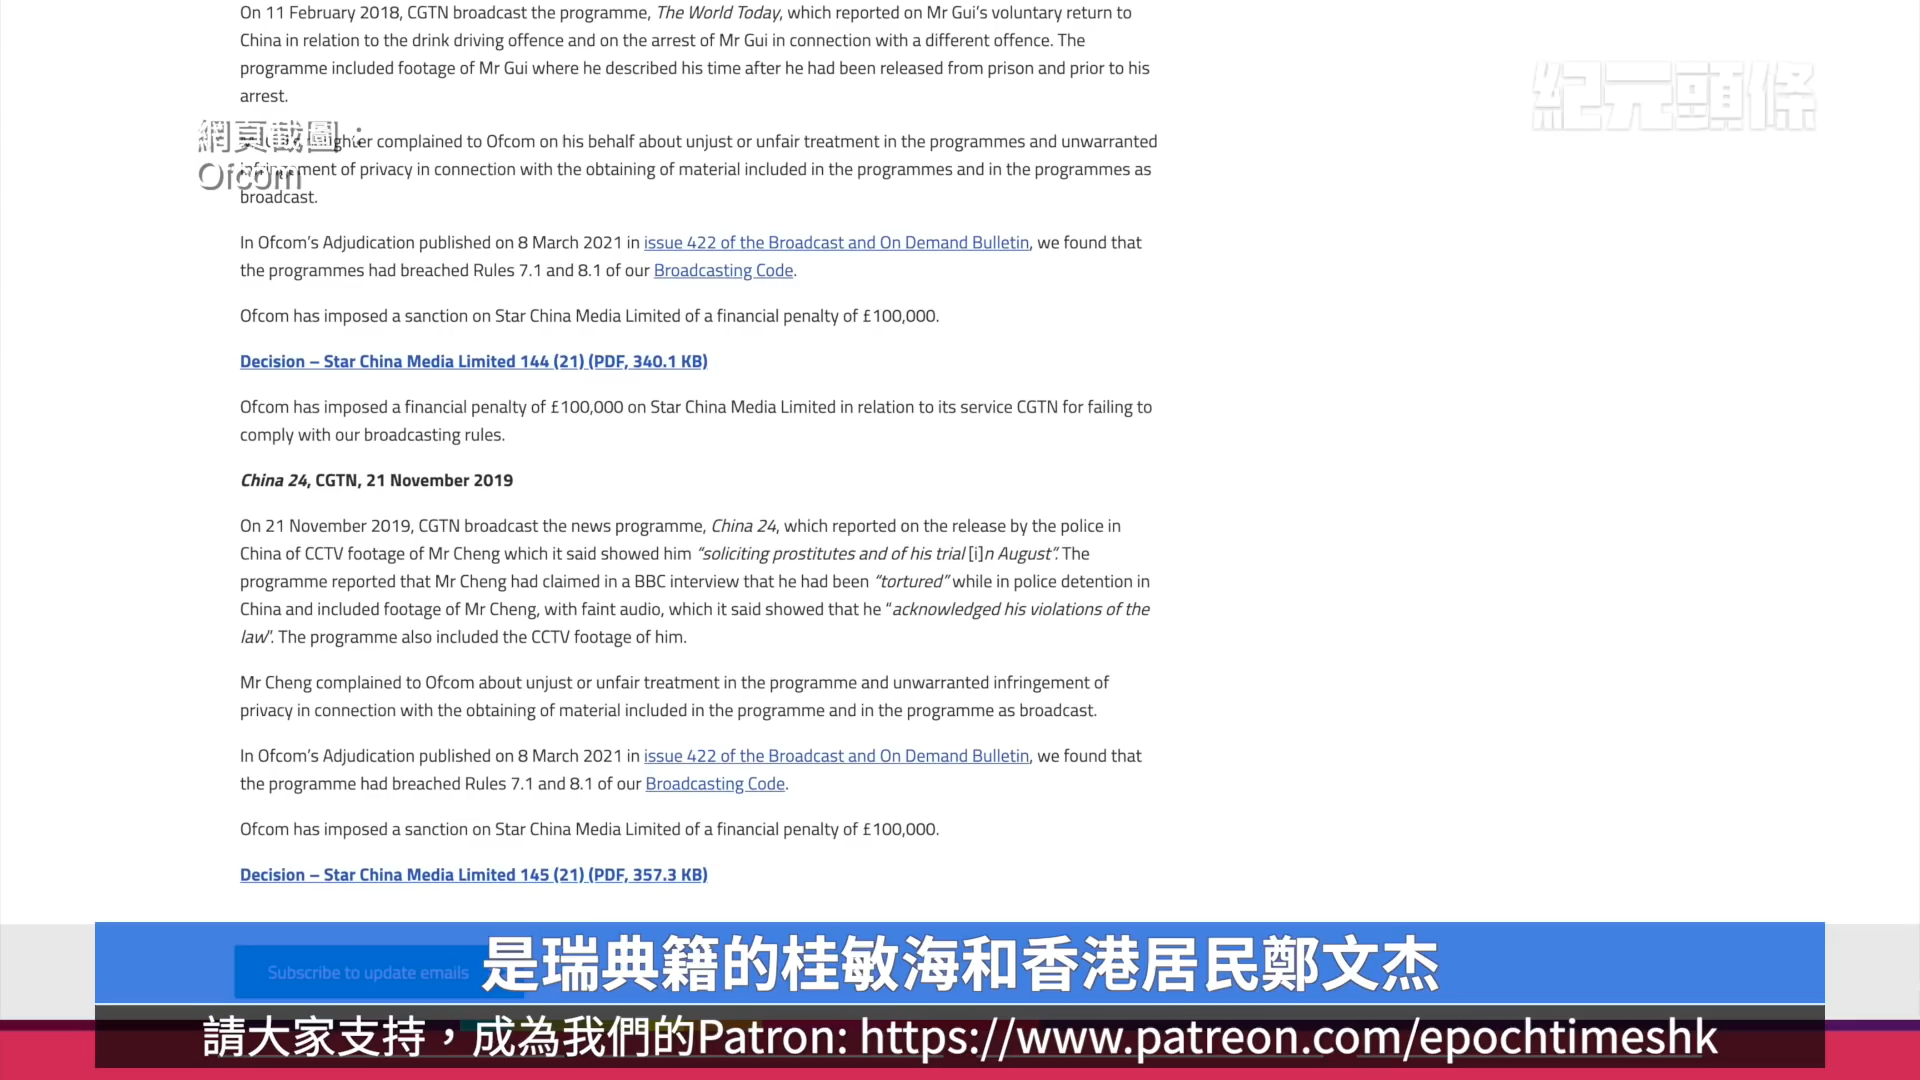 On 11 February 2018, CGTN broadcast the programme, The World Today, which reported on Mr Gui’s voluntary return to
China in relation to the drink driving offence and on the arrest of Mr Gui in connection with a different offence. The
programme included footage of Mr Gui where he described his time after he had been released from prison and prior to his
arrest.
紀元頭條
網頁截圖：
Ofcom
complained to Ofcom on his behalf about unjust or unfair treatment in the programmes and unwarranted
infringement of privacy in connection with the obtaining of material included in the programmes and in the programmes as
broadcast.
In Ofcom’s Adjudication published on 8 March 2021 in issue 422 of the Broadcast and On Demand Bulletin, we found that
the programmes had breached Rules 7.1 and 8.1 of our Broadcasting Code.
Ofcom has imposed a sanction on Star China Media Limited of a financial penalty of £100,000.
Decision – Star China Media Limited 144 (21) (PDF, 340.1 KB)
Ofcom has imposed a financial penalty of £100,000 on Star China Media Limited in relation to its service CGTN for failing to
comply with our broadcasting rules.
China 24, CGTN, 21 November 2019
On 21 November 2019, CGTN broadcast the news programme, China 24, which reported on the release by the police in
China of CCTV footage of Mr Cheng which it said showed him “soliciting prostitutes and of his trial [i]n August”. The
programme reported that Mr Cheng had claimed in a BBC interview that he had been “tortured” while in police detention in
China and included footage of Mr Cheng, with faint audio, which it said showed that he “acknowledged his violations of the
law”. The programme also included the CCTV footage of him.
Mr Cheng complained to Ofcom about unjust or unfair treatment in the programme and unwarranted infringement of
privacy in connection with the obtaining of material included in the programme and in the programme as broadcast.
In Ofcom’s Adjudication published on 8 March 2021 in issue 422 of the Broadcast and On Demand Bulletin, we found that
the programme had breached Rules 7.1 and 8.1 of our Broadcasting Code.
Ofcom has imposed a sanction on Star China Media Limited of a financial penalty of £100,000.
Decision – Star China Media Limited 145 (21) (PDF, 357.3 KB)
Subscribe to update emails
是瑞典籍的桂敏海和香港居民鄭文杰
請大家支持，成為我們的Patron: https://www.patreon.com/epochtimeshk